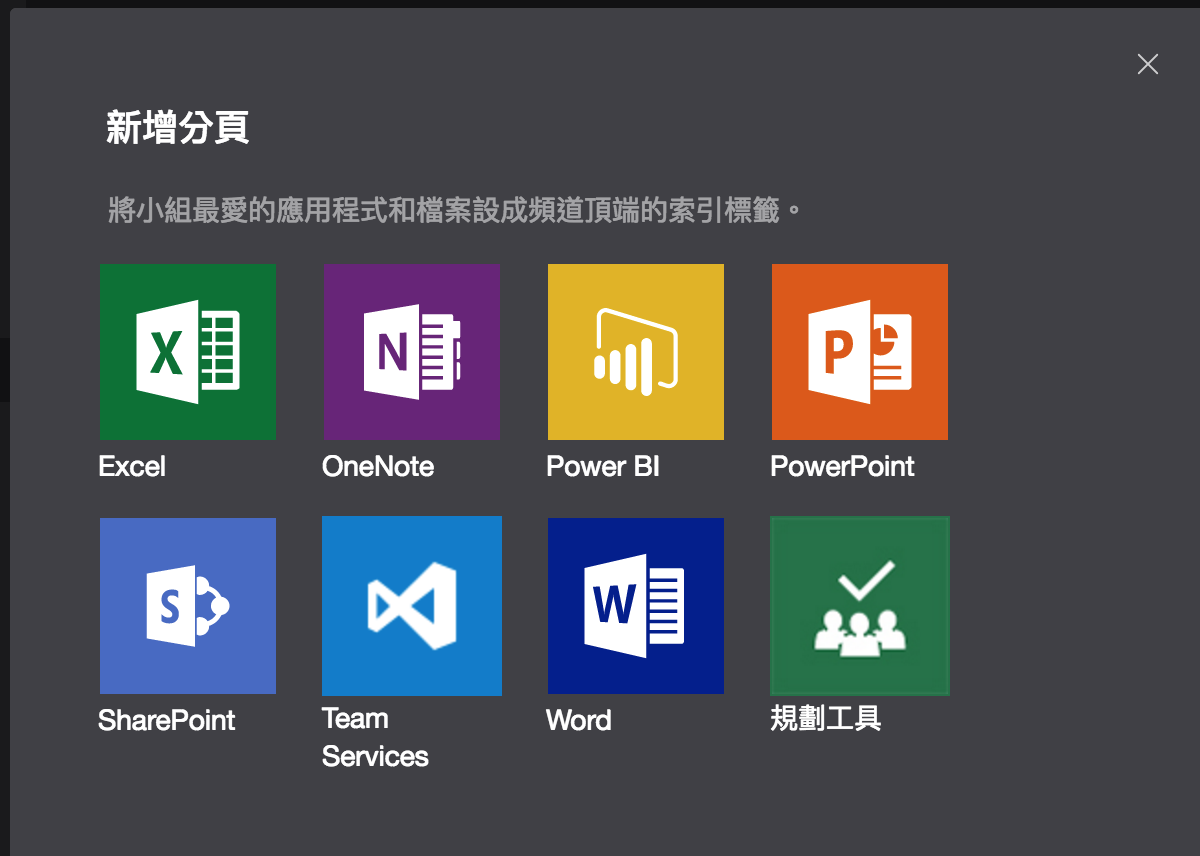 新增分頁
將小組最愛的應用程式和檔案設成頻道頂端的索引標籤。
X
N
P
Excel
OneNote
Power BI
PowerPoint
S
W
SharePoint
Team
Services
Word
規劃工具